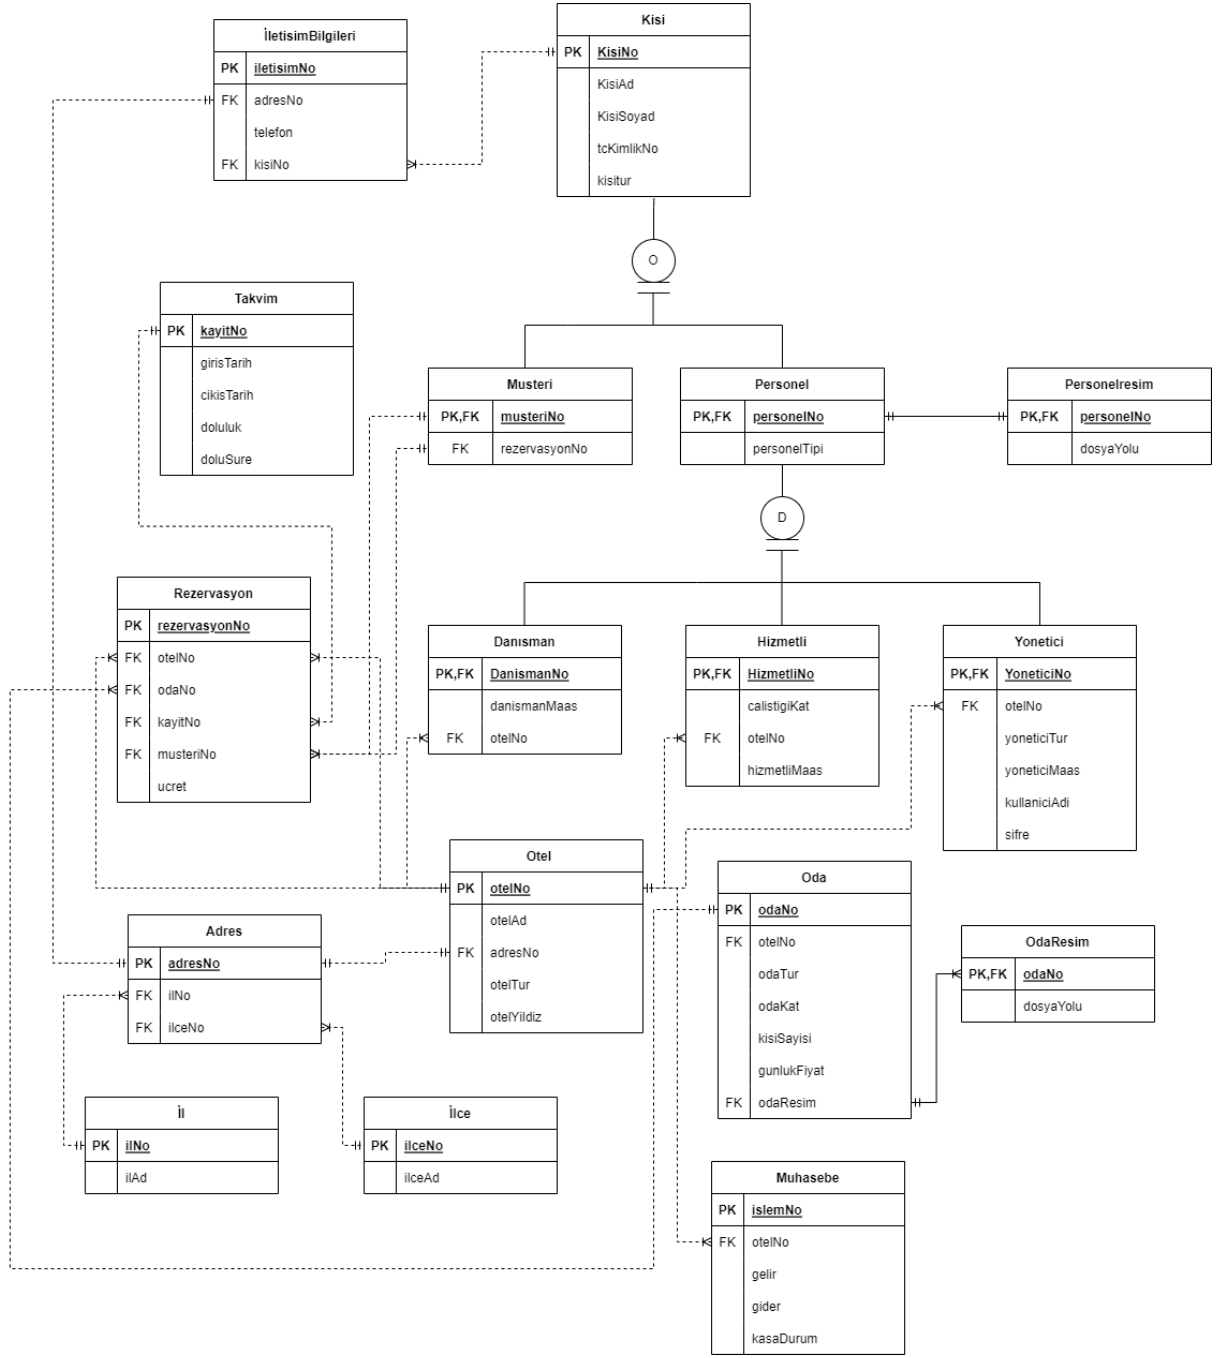 İletisimBilgileri
PK iletisimNo
FK adresNo
telefon
FK kisiNo
Kisi
PK KisiNo
KisiAd
KisiSoyad
tcKimlikNo
kisitur
O
Takvim
PK kayitNo
girisTarih
cikisTarih
doluluk
doluSure
Musteri
PK,FK musteriNo
FK rezervasyonNo
Personel
PK,FK personelNo
personelTipi
Personelresim
PK,FK personelNo
dosyaYolu
D
Rezervasyon
PK rezervasyonNo
FK otelNo
FK odaNo
FK kayitNo
FK musteriNo
ucret
Danısman
PK,FK DanismanNo
danismanMaas
FK otelNo
Hizmetli
PK,FK HizmetliNo
calistigiKat
FK otelNo
hizmetliMaas
Yonetici
PK,FK YoneticiNo
FK otelNo
yoneticiTur
yoneticiMaas
kullaniciAdi
sifre
Otel
PK otelNo
otelAd
FK adresNo
otelTur
otelYildiz
Oda
PK odaNo
FK otelNo
odaTur
odaKat
kisiSayisi
gunlukFiyat
FK odaResim
OdaResim
PK,FK odaNo
dosyaYolu
Adres
PK adresNo
FK ilNo
FK ilceNo
İl
PK ilNo
ilAd
İlce
PK ilceNo
ilceAd
Muhasebe
PK islemNo
FK otelNo
gelir
gider
kasaDurum